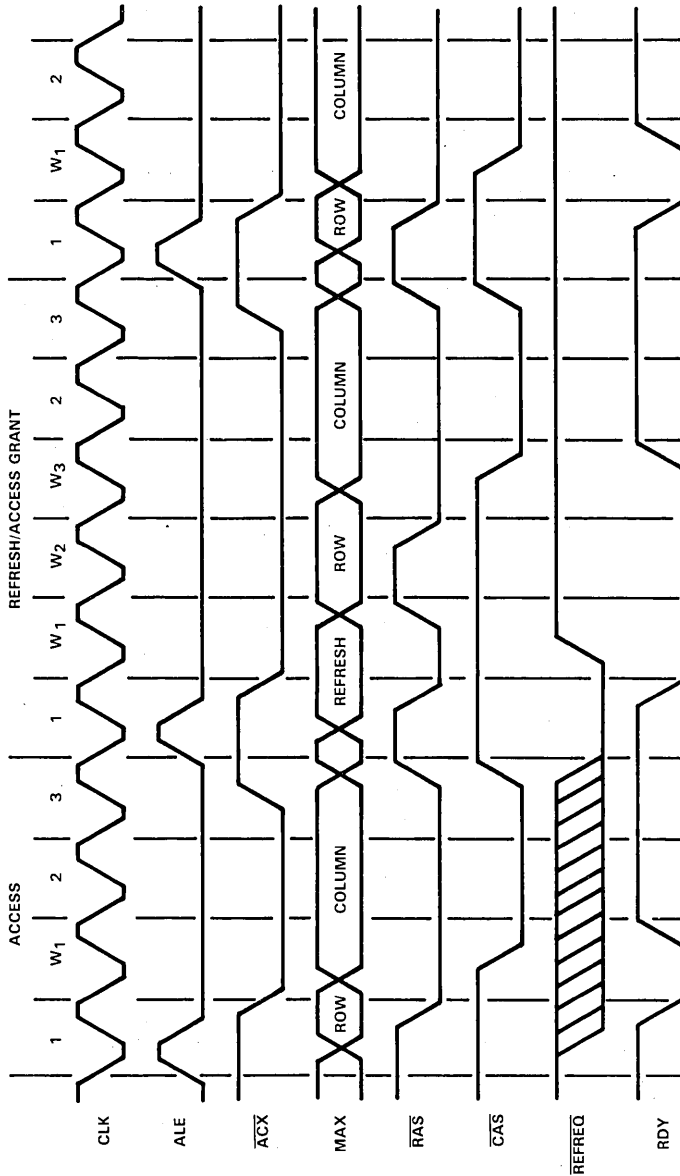 ACCESS
REFRESH/ACCESS GRANT
1 W1 2 3 1 W1 W2 W3 2 3 1 W1 2
CLK
ALE
ACX
MAX
ROW COLUMN REFRESH ROW COLUMN ROW COLUMN
RAS
CAS
REFREQ
RDY